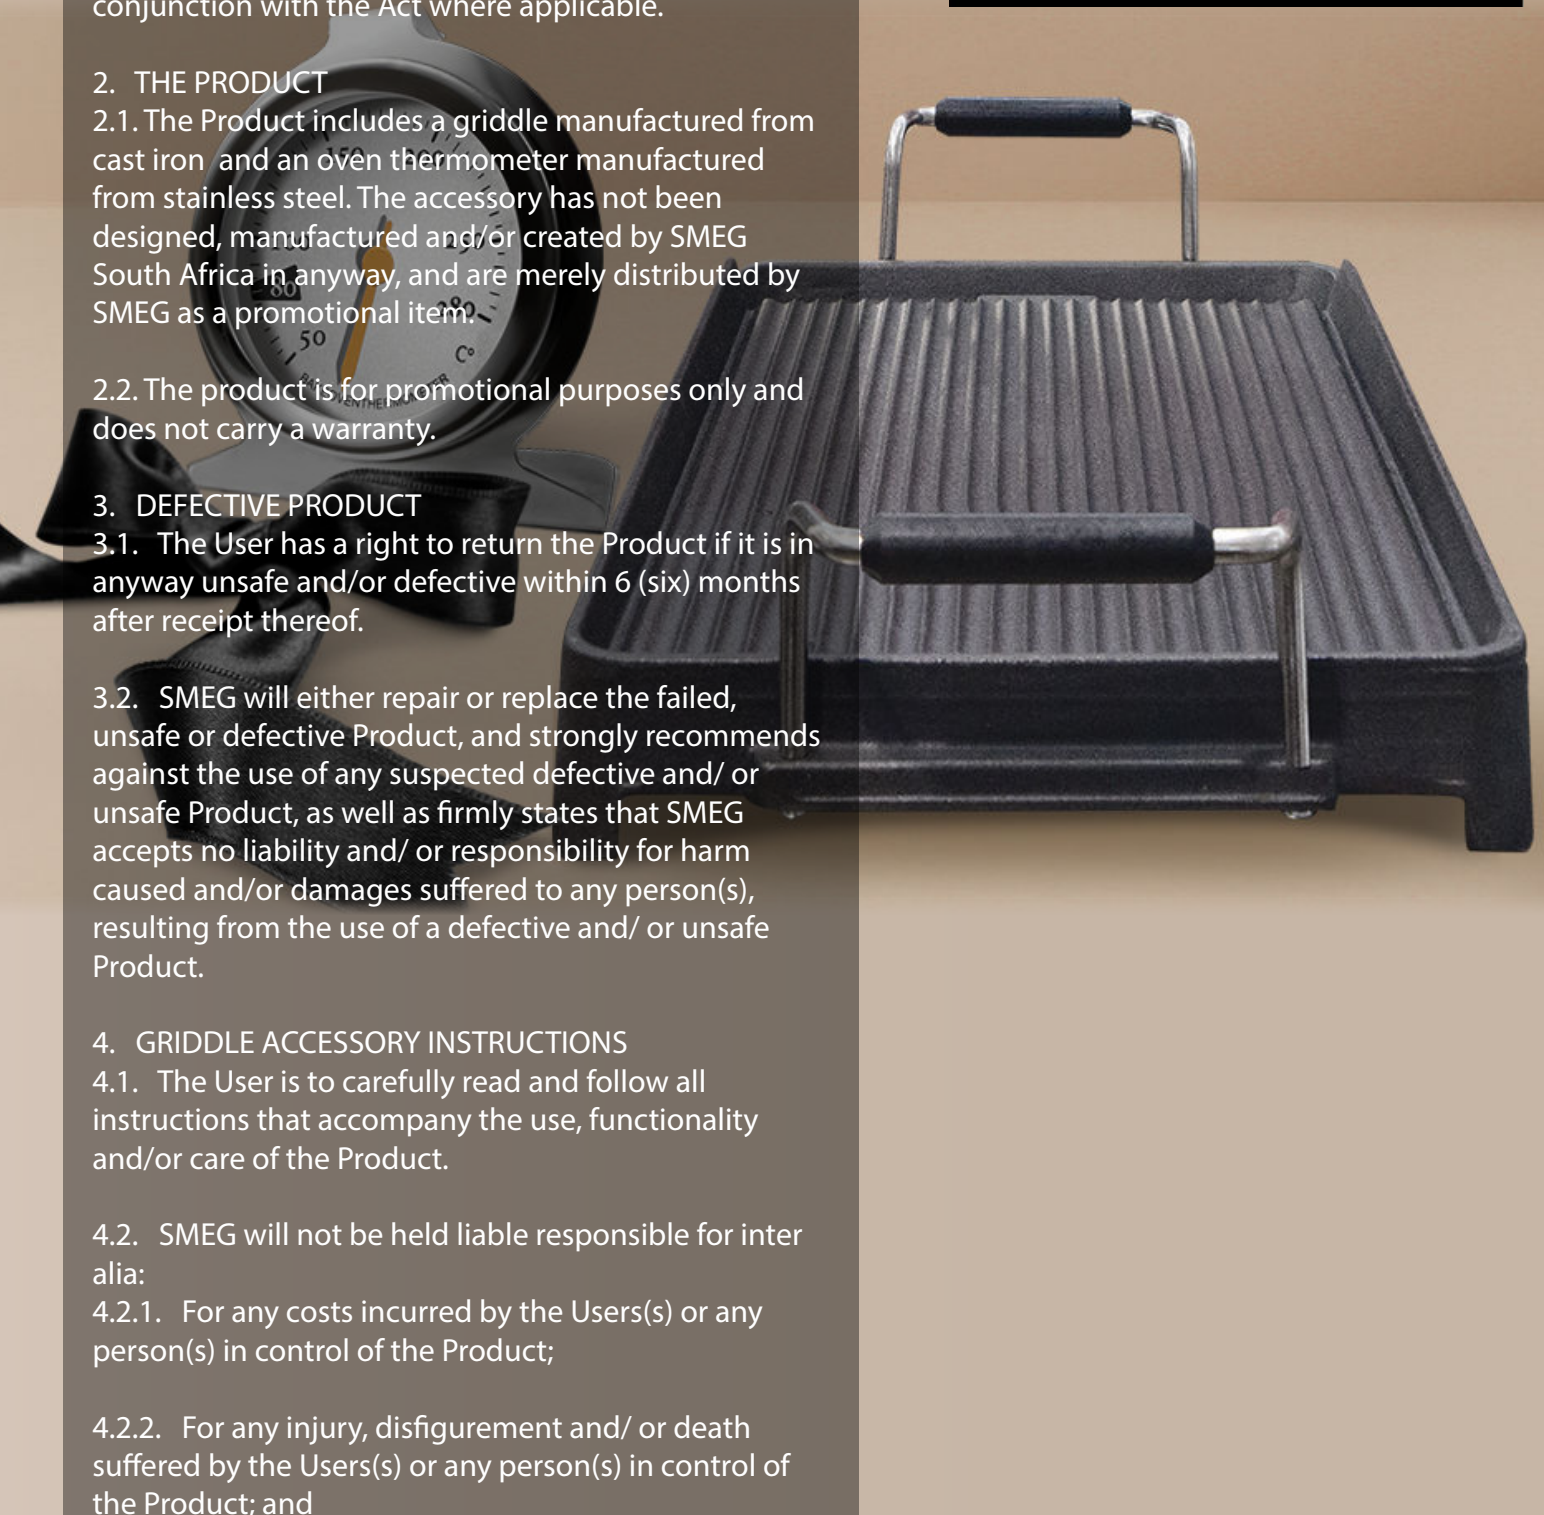 conjunction with the Act where applicable.
2. THE PRODUCT
2.1. The Product includes a griddle manufactured from
cast iron and an oven thermometer manufactured
from stainless steel. The accessory has not been
designed, manufactured and/or created by SMEG
South Africa in anyway, and are merely distributed by
SMEG as a promotional item.
2.2. The product is for promotional purposes only and
does not carry a warranty.
3. DEFECTIVE PRODUCT
3.1. The User has a right to return the Product if it is in
anyway unsafe and/or defective within 6 (six) months
after receipt thereof.
3.2. SMEG will either repair or replace the failed,
unsafe or defective Product, and strongly recommends
against the use of any suspected defective and/ or
unsafe Product, as well as firmly states that SMEG
accepts no liability and/ or responsibility for harm
caused and/or damages suffered to any person(s),
resulting from the use of a defective and/ or unsafe
Product.
4. GRIDDLE ACCESSORY INSTRUCTIONS
4.1. The User is to carefully read and follow all
instructions that accompany the use, functionality
and/or care of the Product.
4.2. SMEG will not be held liable responsible for inter
alia:
4.2.1. For any costs incurred by the Users(s) or any
person(s) in control of the Product;
4.2.2. For any injury, disfigurement and/ or death
suffered by the Users(s) or any person(s) in control of
the Product; and
150
200
250
80
280
50
C°